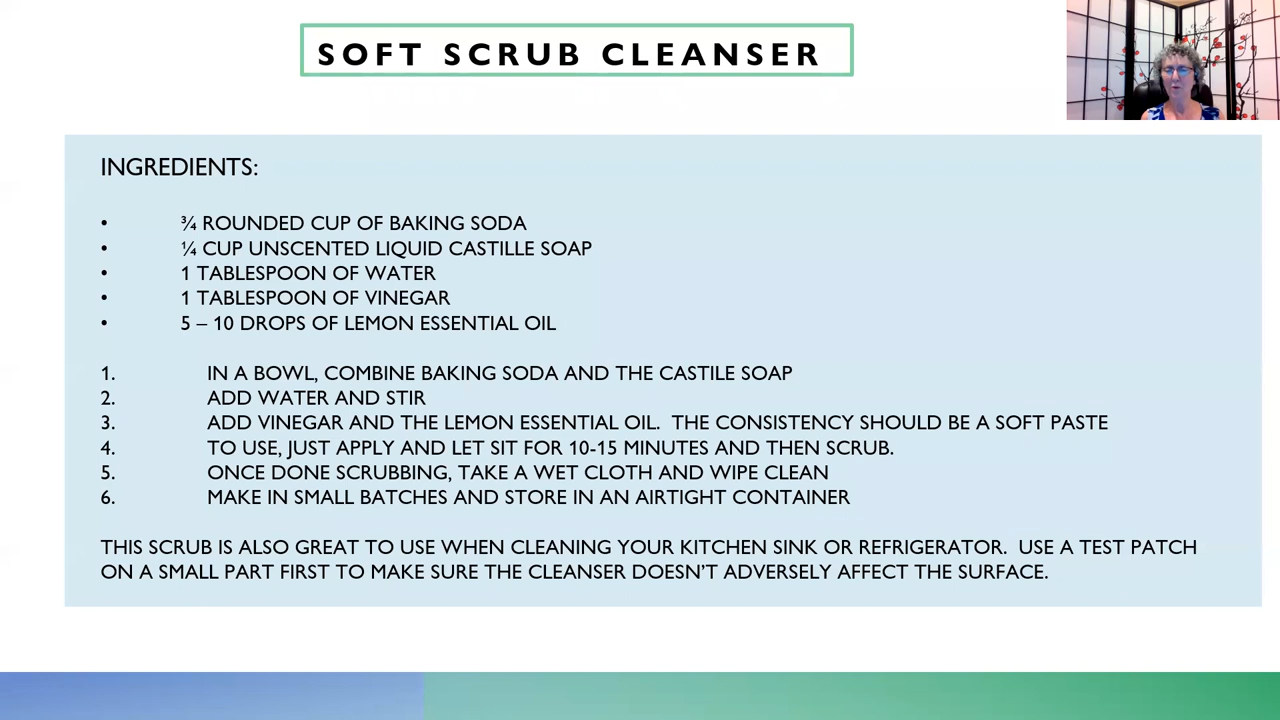 SOFT SCRUB CLEANSER
INGREDIENTS:
• ¾ ROUNDED CUP OF BAKING SODA
• ¼ CUP UNSCENTED LIQUID CASTILLE SOAP
• 1 TABLESPOON OF WATER
• 1 TABLESPOON OF VINEGAR
• 5 – 10 DROPS OF LEMON ESSENTIAL OIL
1. IN A BOWL, COMBINE BAKING SODA AND THE CASTILE SOAP
2. ADD WATER AND STIR
3. ADD VINEGAR AND THE LEMON ESSENTIAL OIL. THE CONSISTENCY SHOULD BE A SOFT PASTE
4. TO USE, JUST APPLY AND LET SIT FOR 10-15 MINUTES AND THEN SCRUB.
5. ONCE DONE SCRUBBING, TAKE A WET CLOTH AND WIPE CLEAN
6. MAKE IN SMALL BATCHES AND STORE IN AN AIRTIGHT CONTAINER
THIS SCRUB IS ALSO GREAT TO USE WHEN CLEANING YOUR KITCHEN SINK OR REFRIGERATOR. USE A TEST PATCH
ON A SMALL PART FIRST TO MAKE SURE THE CLEANSER DOESN'T ADVERSELY AFFECT THE SURFACE.